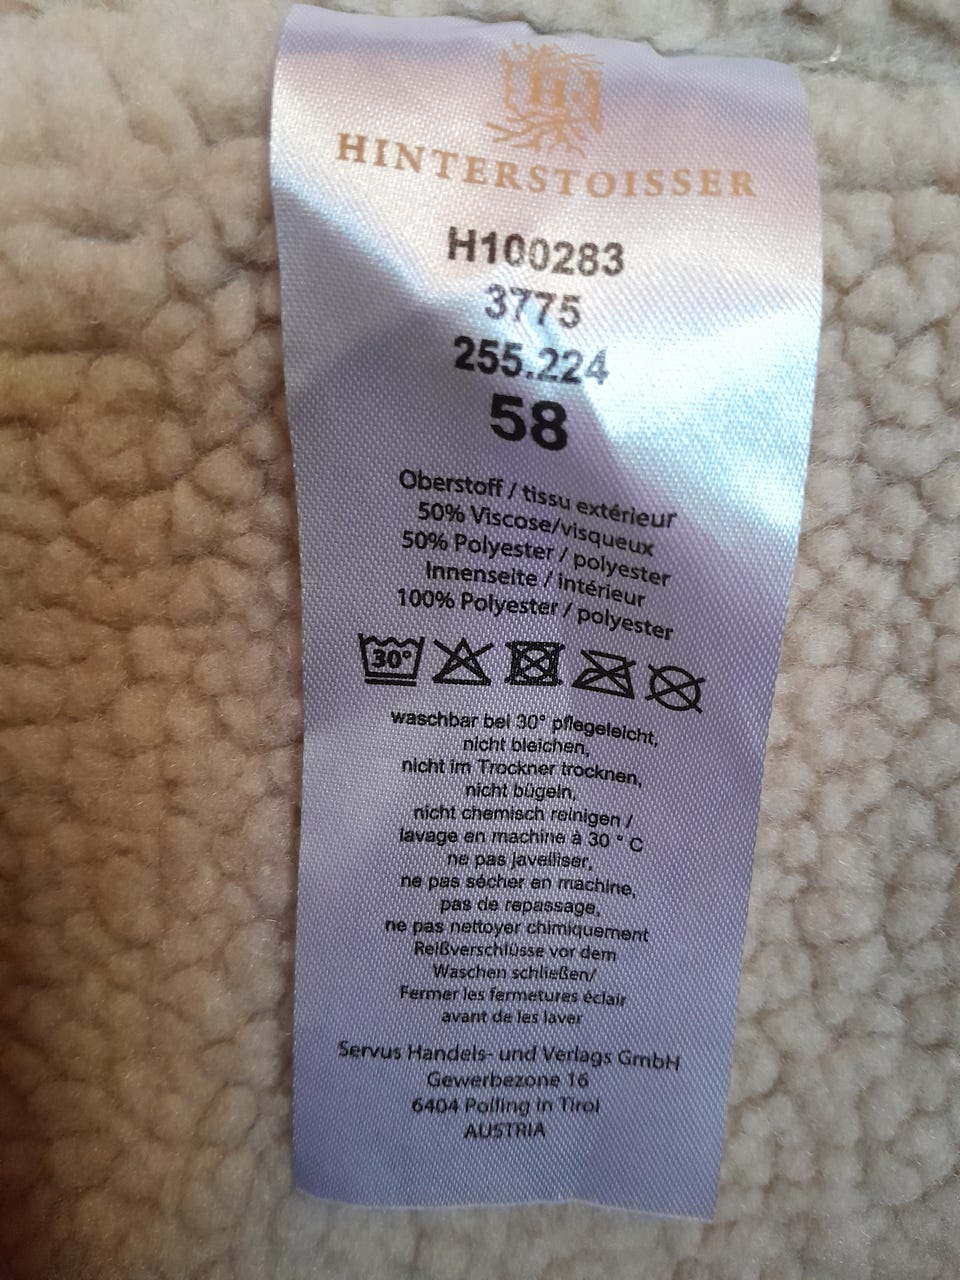 H
HINTERSTOISSER
H100283
3775
255.224
58
Oberstoff / tissu extérieur
50% Viscose/visqueux
50% Polyester / polyester
Innenseite / intérieur
100% Polyester / polyester
30°
waschbar bei 30° pflegeleicht,
nicht bleichen,
nicht im Trockner trocknen,
nicht bügeln,
nicht chemisch reinigen /
lavage en machine à 30 ° C
ne pas javelliser,
ne pas sécher en machine,
pas de repassage,
ne pas nettoyer chimiquement
Reißverschlüsse vor dem
Waschen schließen/
Fermer les fermetures éclair
avant de les laver
Servus Handels- und Verlags GmbH
Gewerbezone 16
6404 Polling in Tirol
AUSTRIA